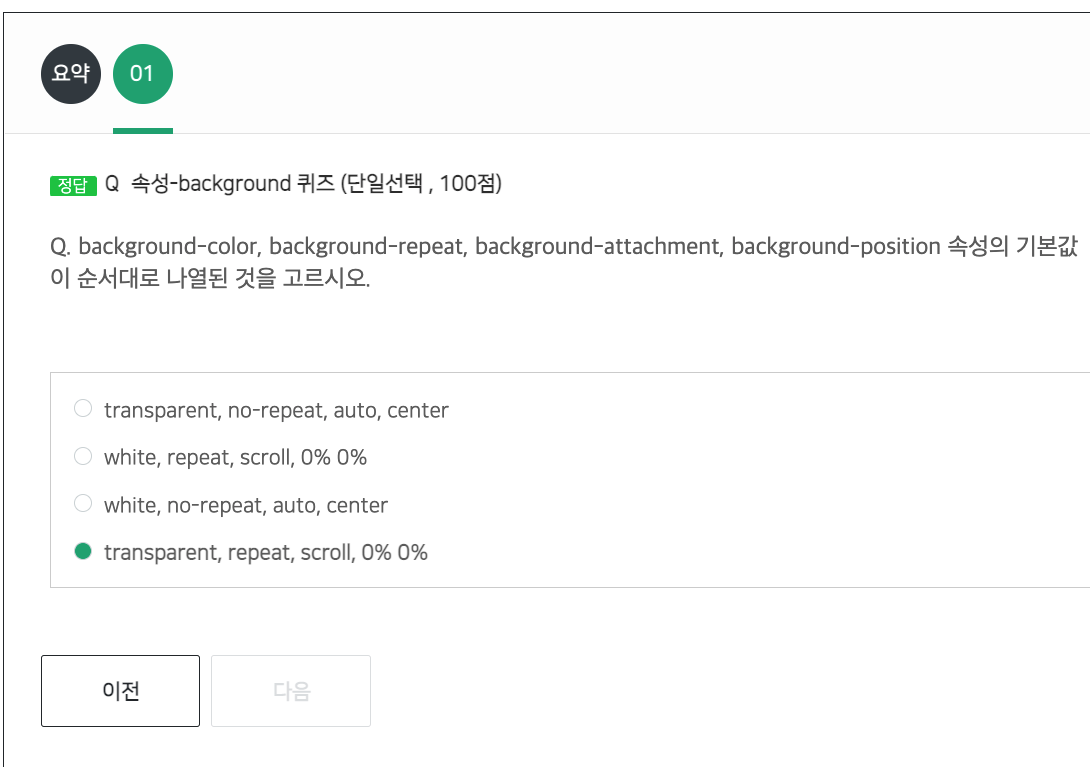 요약 01
정답 Q 속성-background 퀴즈 (단일선택 , 100점)
Q. background-color, background-repeat, background-attachment, background-position 속성의 기본값
이 순서대로 나열된 것을 고르시오.
transparent, no-repeat, auto, center
white, repeat, scroll, 0% 0%
white, no-repeat, auto, center
transparent, repeat, scroll, 0% 0%
이전 다음